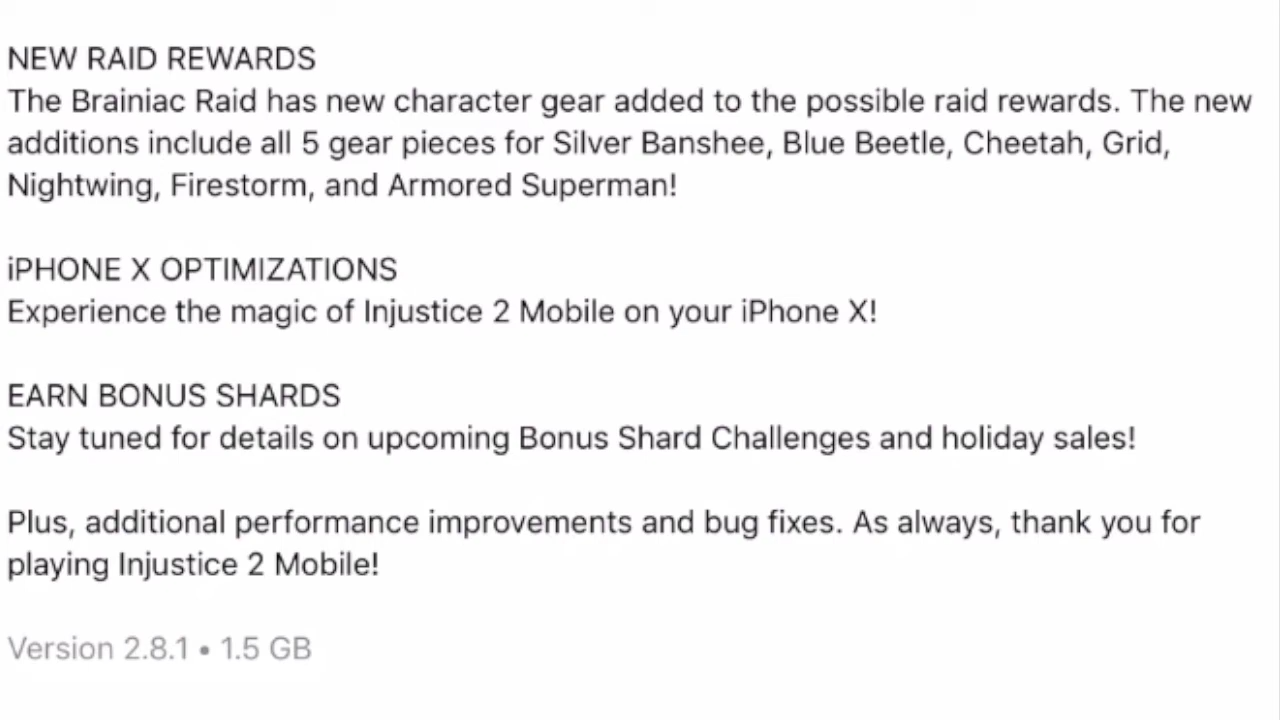 NEW RAID REWARDS
The Brainiac Raid has new character gear added to the possible raid rewards. The new
additions include all 5 gear pieces for Silver Banshee, Blue Beetle, Cheetah, Grid,
Nightwing, Firestorm, and Armored Superman!
iPHONE X OPTIMIZATIONS
Experience the magic of Injustice 2 Mobile on your iPhone X!
EARN BONUS SHARDS
Stay tuned for details on upcoming Bonus Shard Challenges and holiday sales!
Plus, additional performance improvements and bug fixes. As always, thank you for
playing Injustice 2 Mobile!
Version 2.8.1 • 1.5 GB